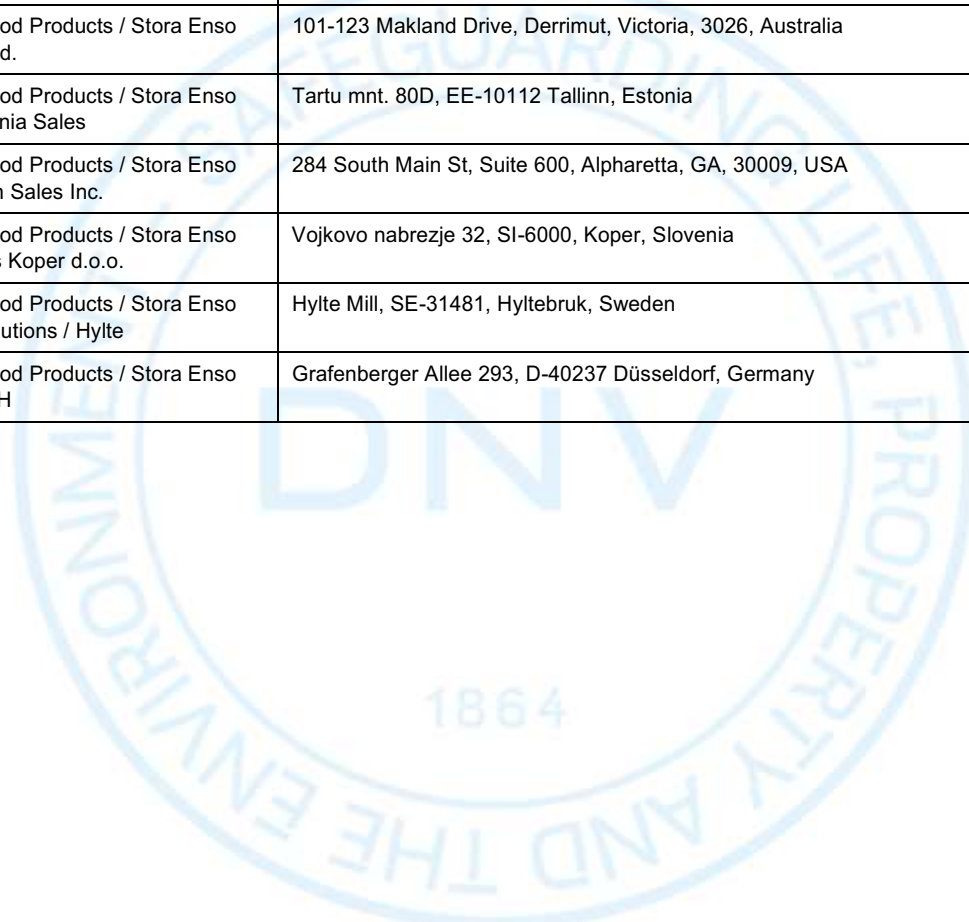 od Products / Stora Enso
d.
101-123 Makland Drive, Derrimut, Victoria, 3026, Australia
od Products / Stora Enso
nia Sales
Tartu mnt. 80D, EE-10112 Tallinn, Estonia
od Products / Stora Enso
n Sales Inc.
284 South Main St, Suite 600, Alpharetta, GA, 30009, USA
od Products / Stora Enso
s Koper d.o.o.
Vojkovo nabrezje 32, SI-6000, Koper, Slovenia
od Products / Stora Enso
utions / Hylte
Hylte Mill, SE-31481, Hyltebruk, Sweden
od Products / Stora Enso
H
Grafenberger Allee 293, D-40237 Düsseldorf, Germany
SAFEGUARDING LIFE, PROPERTY AND THE ENVIRONMENT
DNV
1864